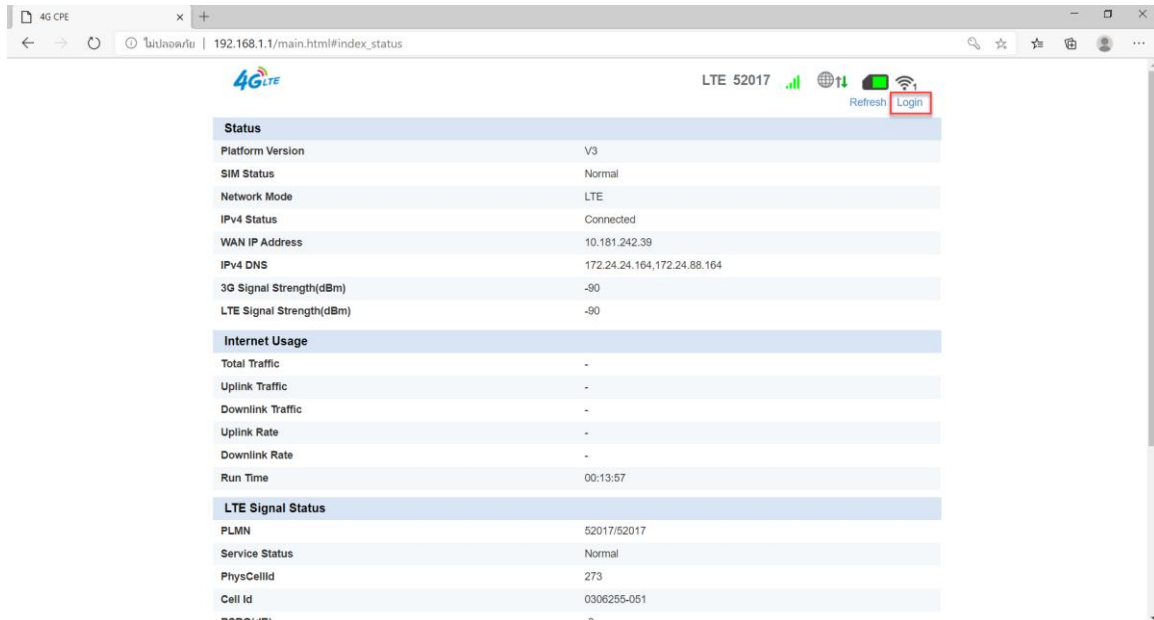 4G CPE
ไม่ปลอดภัย | 192.168.1.1/main.html#index_status
4G LTE LTE 52017 1
Refresh Login
Status
Platform Version V3
SIM Status Normal
Network Mode LTE
IPv4 Status Connected
WAN IP Address 10.181.242.39
IPv4 DNS 172.24.24.164,172.24.88.164
3G Signal Strength(dBm) -90
LTE Signal Strength(dBm) -90
Internet Usage
Total Traffic -
Uplink Traffic -
Downlink Traffic -
Uplink Rate -
Downlink Rate -
Run Time 00:13:57
LTE Signal Status
PLMN 52017/52017
Service Status Normal
PhysCellId 273
Cell Id 0306255-051